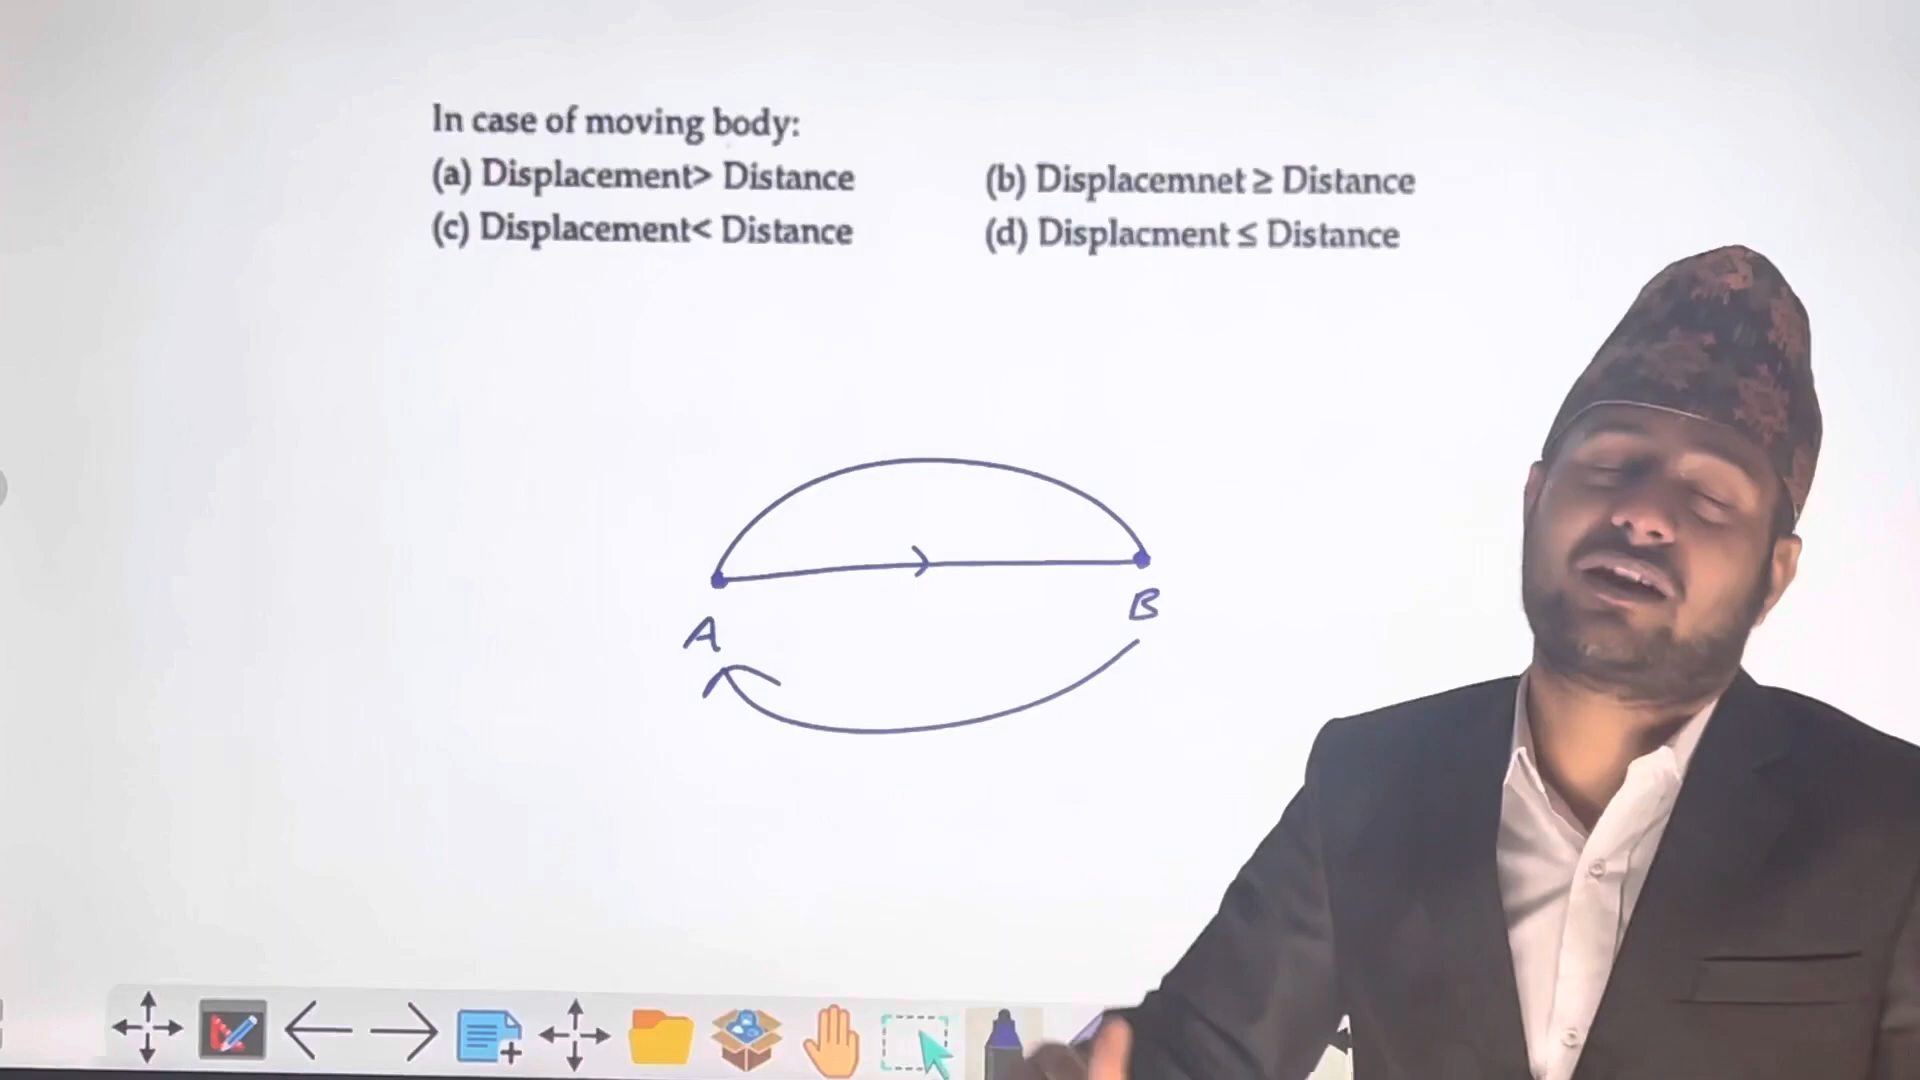 In case of moving body:
(a) Displacement> Distance (b) Displacemnet ≥ Distance
(c) Displacement< Distance (d) Displacment ≤ Distance
A
B